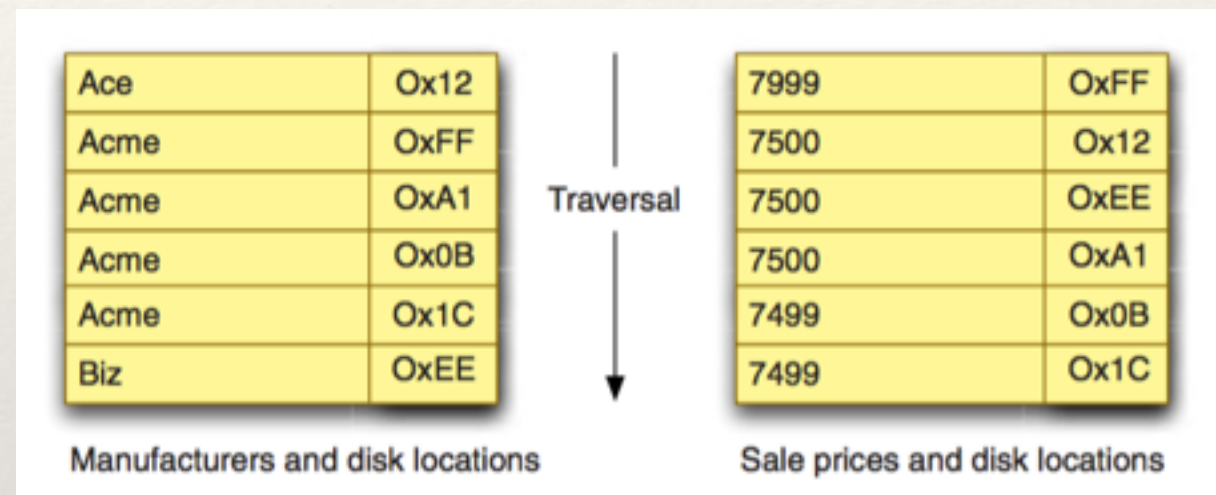 Ace Ox12
Acme OxFF
Acme OxA1
Acme Ox0B
Acme Ox1C
Biz OxEE
Manufacturers and disk locations
Traversal
7999 OxFF
7500 Ox12
7500 OxEE
7500 OxA1
7499 Ox0B
7499 Ox1C
Sale prices and disk locations